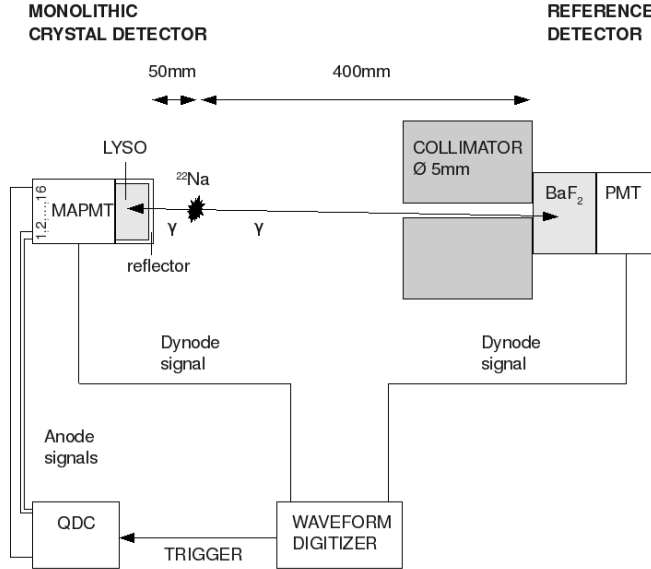 MONOLITHIC
CRYSTAL DETECTOR
REFERENCE
DETECTOR
50mm
400mm
LYSO
²²Na
COLLIMATOR
Ø 5mm
1,2.....16
MAPMT
γ
γ
BaF₂
PMT
reflector
Dynode
signal
Dynode
signal
Anode
signals
QDC
TRIGGER
WAVEFORM
DIGITIZER